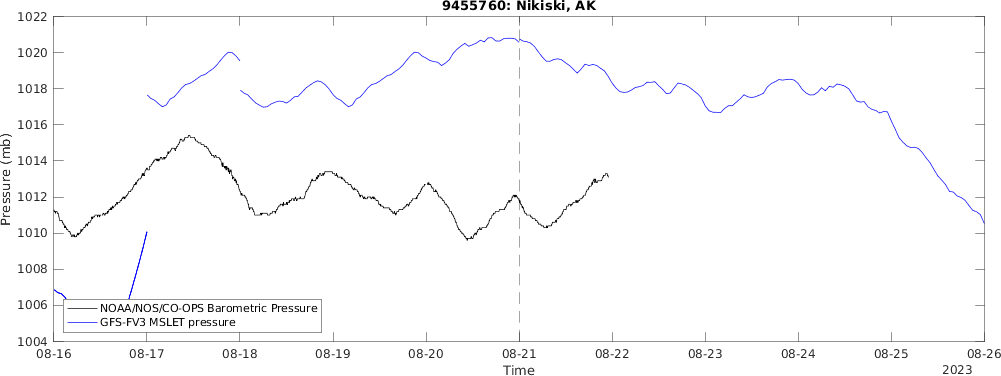 9455760: Nikiski, AK
1022
1020
1018
1016
1014
1012
1010
1008
1006
1004
Pressure (mb)
NOAA/NOS/CO-OPS Barometric Pressure
GFS-FV3 MSLET pressure
08-16 08-17 08-18 08-19 08-20 08-21 08-22 08-23 08-24 08-25 08-26
Time
2023